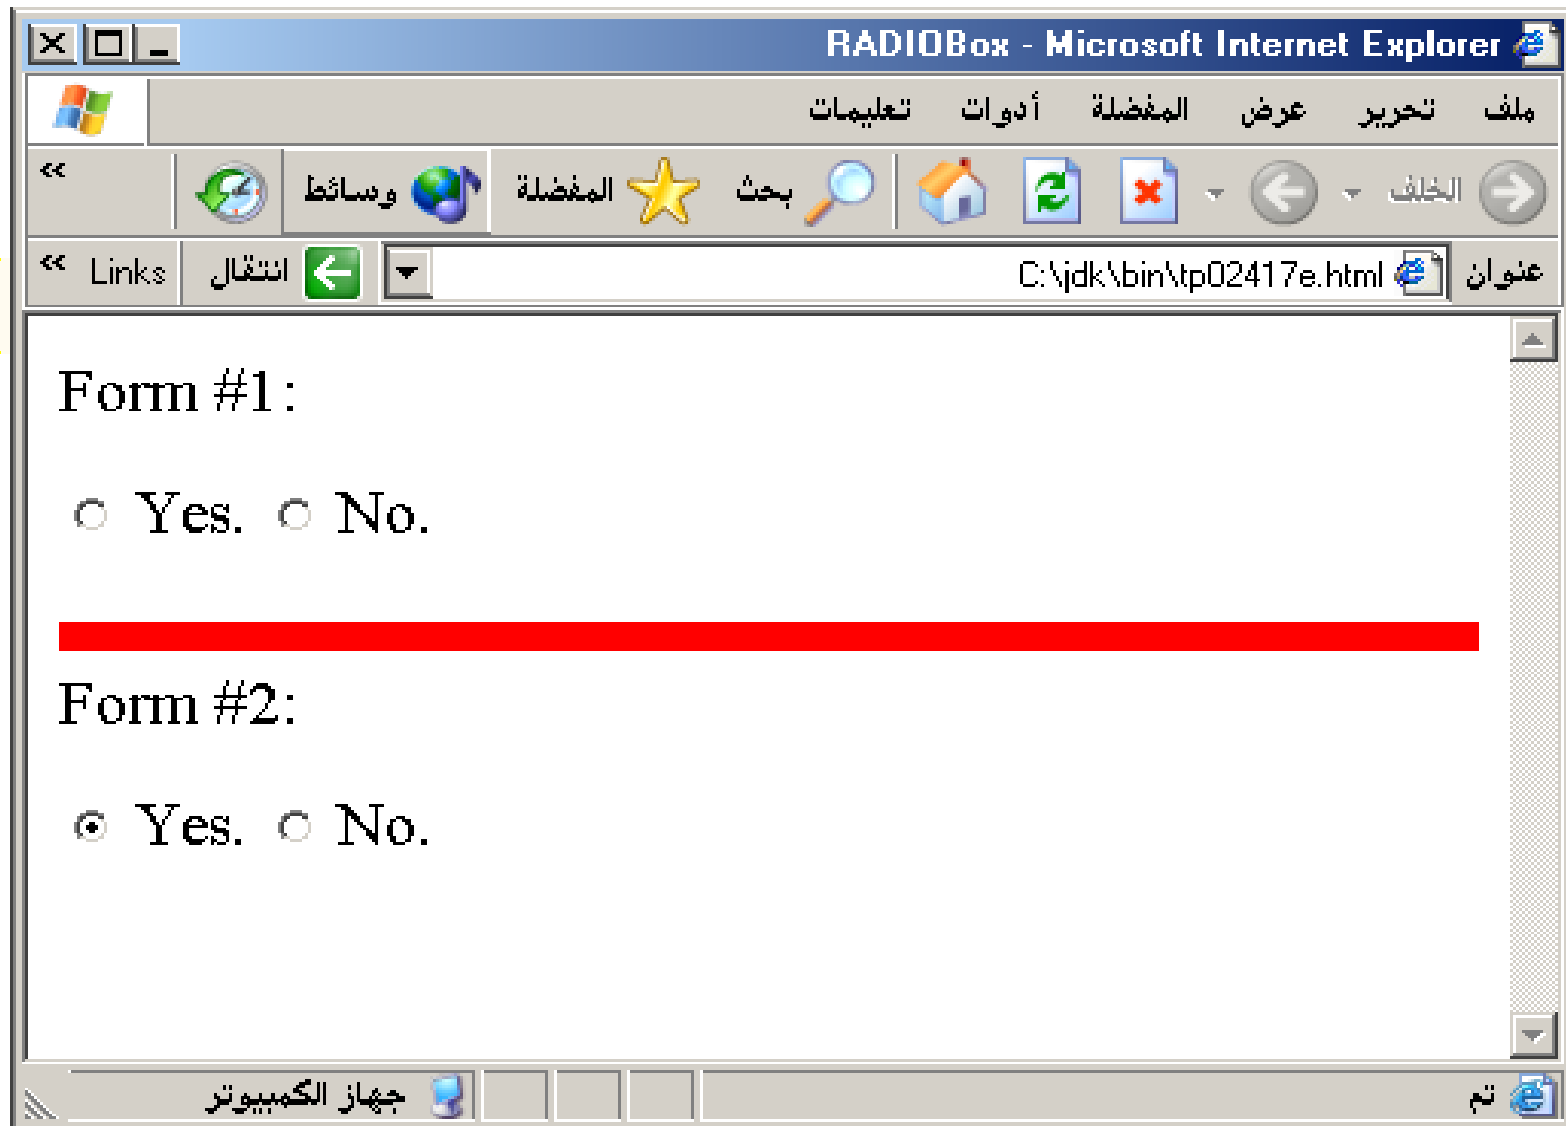 RADIOBox - Microsoft Internet Explorer
ملف تحرير عرض المفضلة أدوات تعليمات
الخلف بحث المفضلة وسائط »
عنوان C:\jdk\bin\tp02417e.html انتقال Links »
Form #1:
Yes. No.
Form #2:
Yes. No.
تم جهاز الكمبيوتر